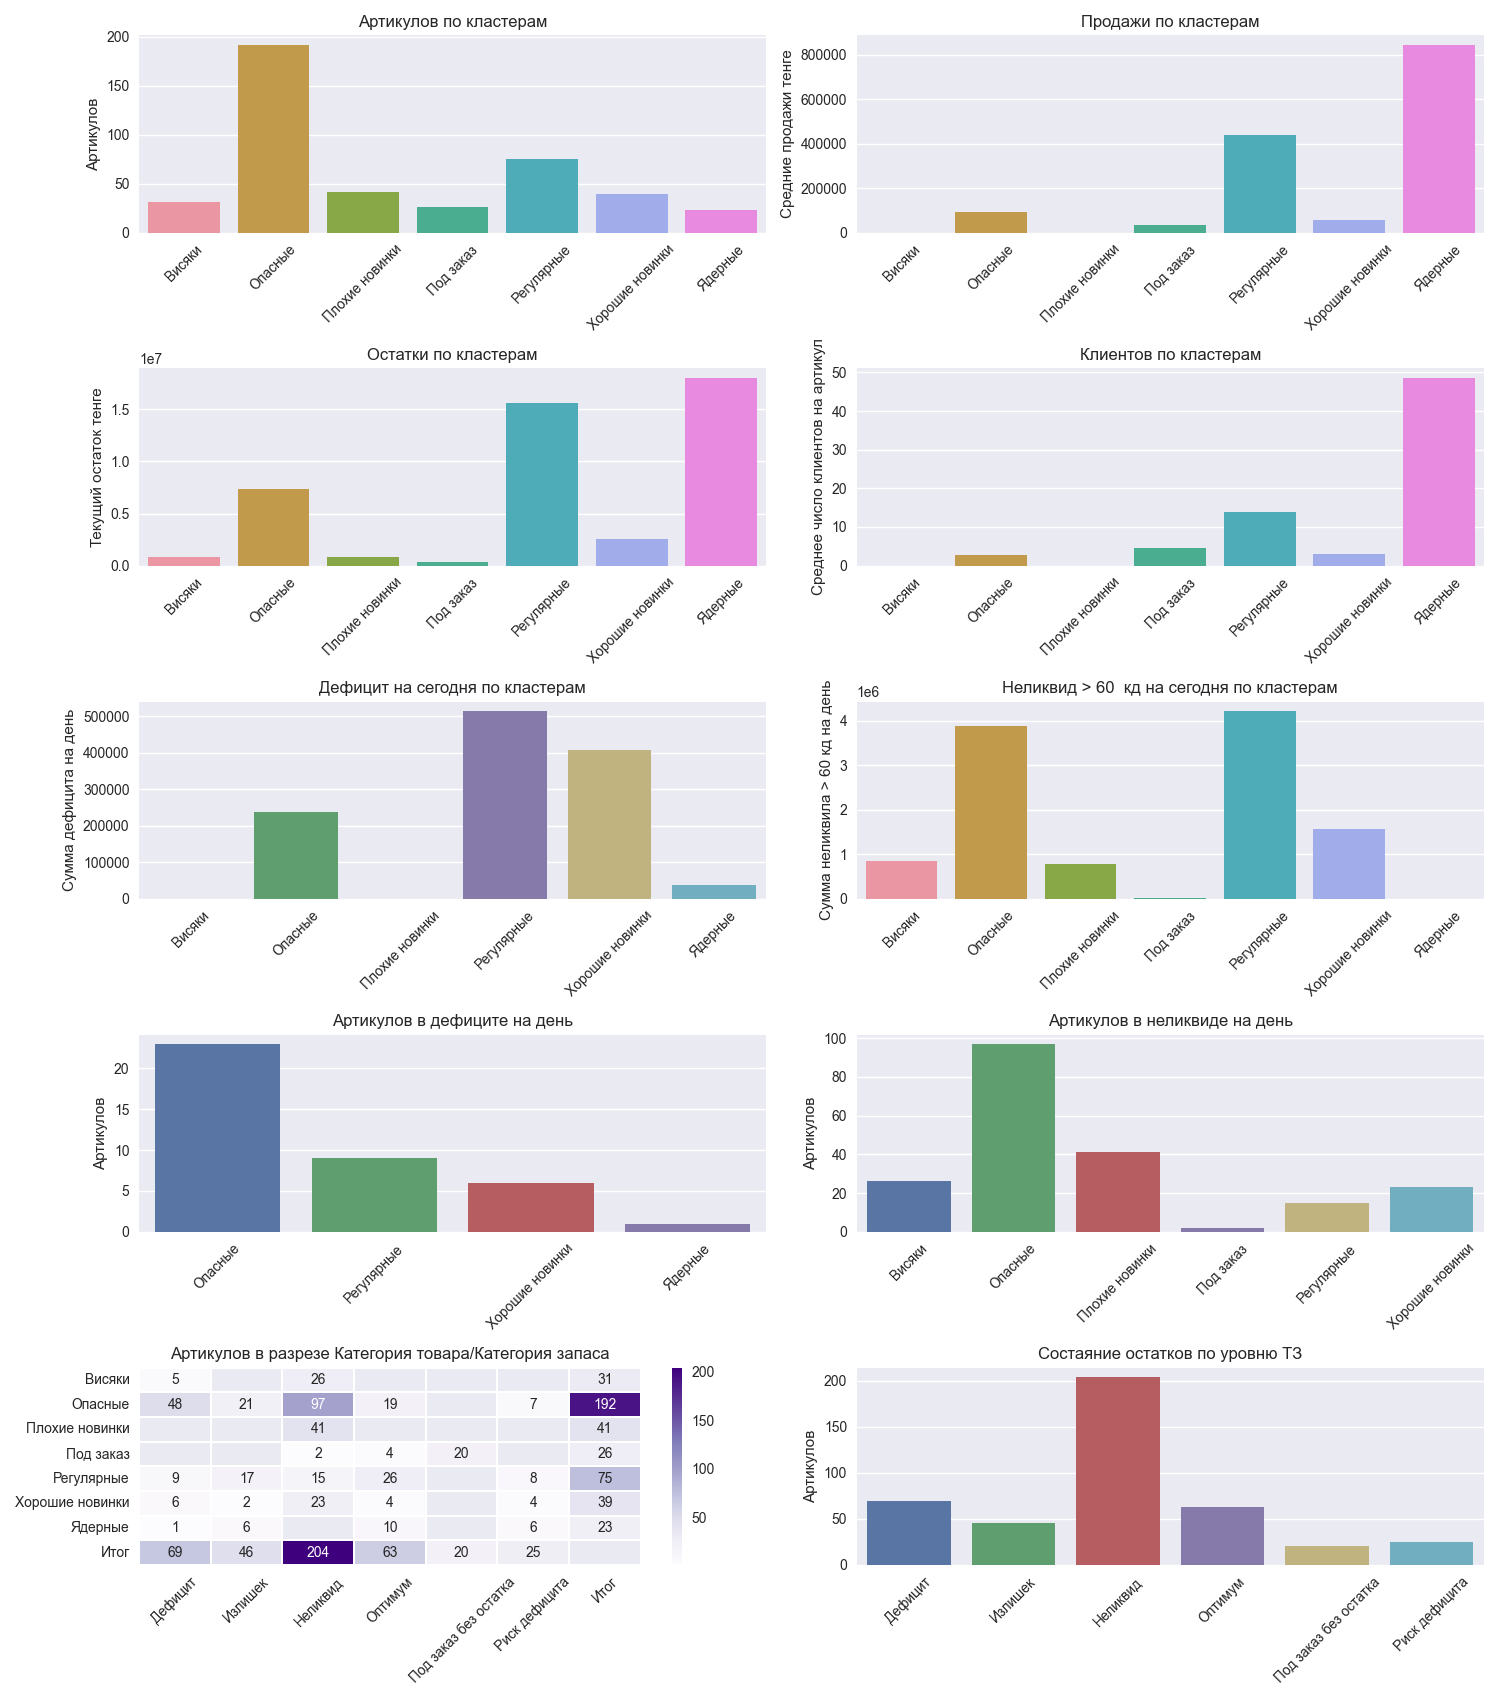 Артикулов по кластерам
Артикулов
200
150
100
50
0
Висяки
Опасные
Плохие новинки
Под заказ
Регулярные
Хорошие новинки
Ядерные
Продажи по кластерам
Средние продажи тенге
800000
600000
400000
200000
0
Висяки
Опасные
Плохие новинки
Под заказ
Регулярные
Хорошие новинки
Ядерные
Остатки по кластерам
1e7
Текущий остаток тенге
1.5
1.0
0.5
0.0
Висяки
Опасные
Плохие новинки
Под заказ
Регулярные
Хорошие новинки
Ядерные
Клиентов по кластерам
Среднее число клиентов на артикул
50
40
30
20
10
0
Висяки
Опасные
Плохие новинки
Под заказ
Регулярные
Хорошие новинки
Ядерные
Дефицит на сегодня по кластерам
Сумма дефицита на день
500000
400000
300000
200000
100000
0
Висяки
Опасные
Плохие новинки
Регулярные
Хорошие новинки
Ядерные
Неликвид > 60 кд на сегодня по кластерам
1e6
Сумма неликвила > 60 кд на день
4
3
2
1
0
Висяки
Опасные
Плохие новинки
Под заказ
Регулярные
Хорошие новинки
Ядерные
Артикулов в дефиците на день
Артикулов
20
15
10
5
0
Опасные
Регулярные
Хорошие новинки
Ядерные
Артикулов в неликвиде на день
Артикулов
100
80
60
40
20
0
Висяки
Опасные
Плохие новинки
Под заказ
Регулярные
Хорошие новинки
Артикулов в разрезе Категория товара/Категория запаса
Висяки 5 26 31
Опасные 48 21 97 19 7 192
Плохие новинки 41 41
Под заказ 2 4 20 26
Регулярные 9 17 15 26 8 75
Хорошие новинки 6 2 23 4 4 39
Ядерные 1 6 10 6 23
Итог 69 46 204 63 20 25
Дефицит
Излишек
Неликвид
Оптимум
Под заказ без остатка
Риск дефицита
Итог
200
150
100
50
Состаяние остатков по уровню ТЗ
Артикулов
200
150
100
50
0
Дефицит
Излишек
Неликвид
Оптимум
Под заказ без остатка
Риск дефицита